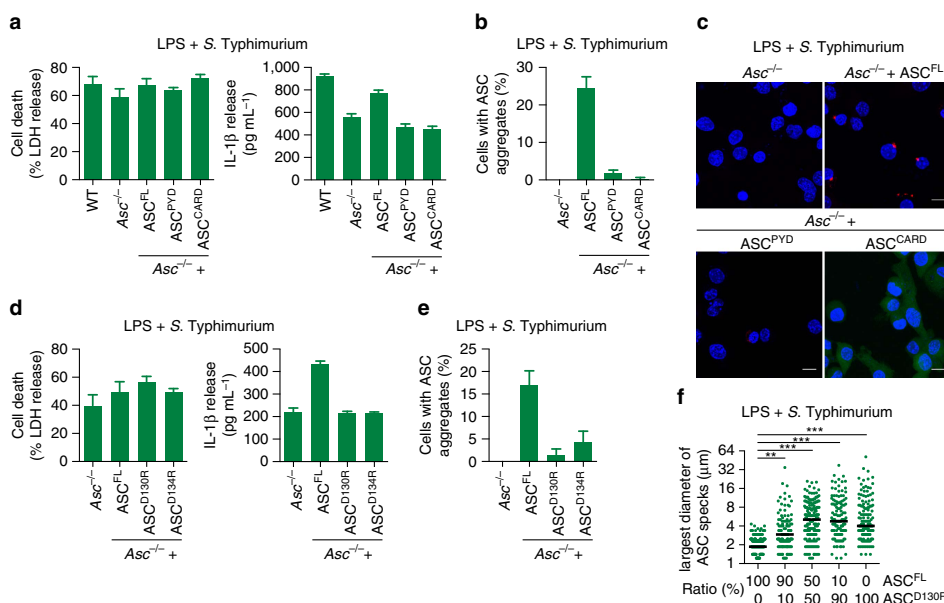 a
LPS + S. Typhimurium
Cell death
(% LDH release)
80
60
40
20
0
WT
Asc–/–
ASCFL
ASCPYD
ASCCARD
Asc–/– +
IL-1β release
(pg mL–1)
1,000
800
600
400
200
0
WT
Asc–/–
ASCFL
ASCPYD
ASCCARD
Asc–/– +
b
LPS + S. Typhimurium
Cells with ASC
aggregates (%)
30
20
10
0
Asc–/–
ASCFL
ASCPYD
ASCCARD
Asc–/– +
c
LPS + S. Typhimurium
Asc–/–
Asc–/– + ASCFL
Asc–/– +
ASCPYD
ASCCARD
d
LPS + S. Typhimurium
Cell death
(% LDH release)
80
60
40
20
0
Asc–/–
ASCFL
ASCD130R
ASCD134R
Asc–/– +
IL-1β release
(pg mL–1)
500
400
300
200
100
0
Asc–/–
ASCFL
ASCD130R
ASCD134R
Asc–/– +
e
LPS + S. Typhimurium
Cells with ASC
aggregates (%)
25
20
15
10
5
0
Asc–/–
ASCFL
ASCD130R
ASCD134R
Asc–/– +
f
LPS + S. Typhimurium
***
***
***
**
largest diameter of
ASC specks (μm)
64
32
16
8
4
2
1
Ratio (%)
100 90 50 10 0 ASCFL
0 10 50 90 100 ASCD130R